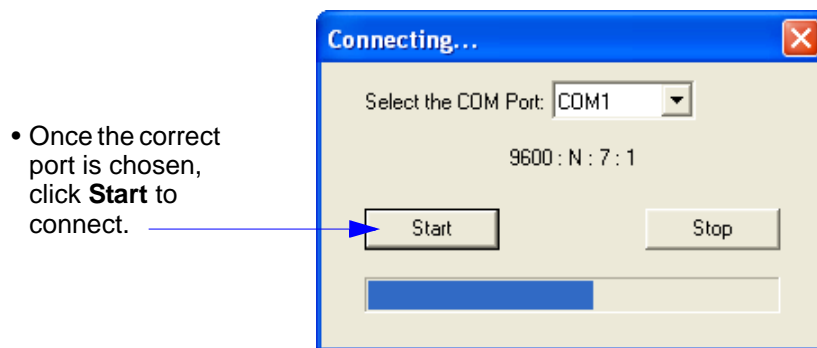 Connecting...
Select the COM Port: COM1
9600 : N : 7 : 1
• Once the correct
port is chosen,
click Start to
connect.
Start Stop